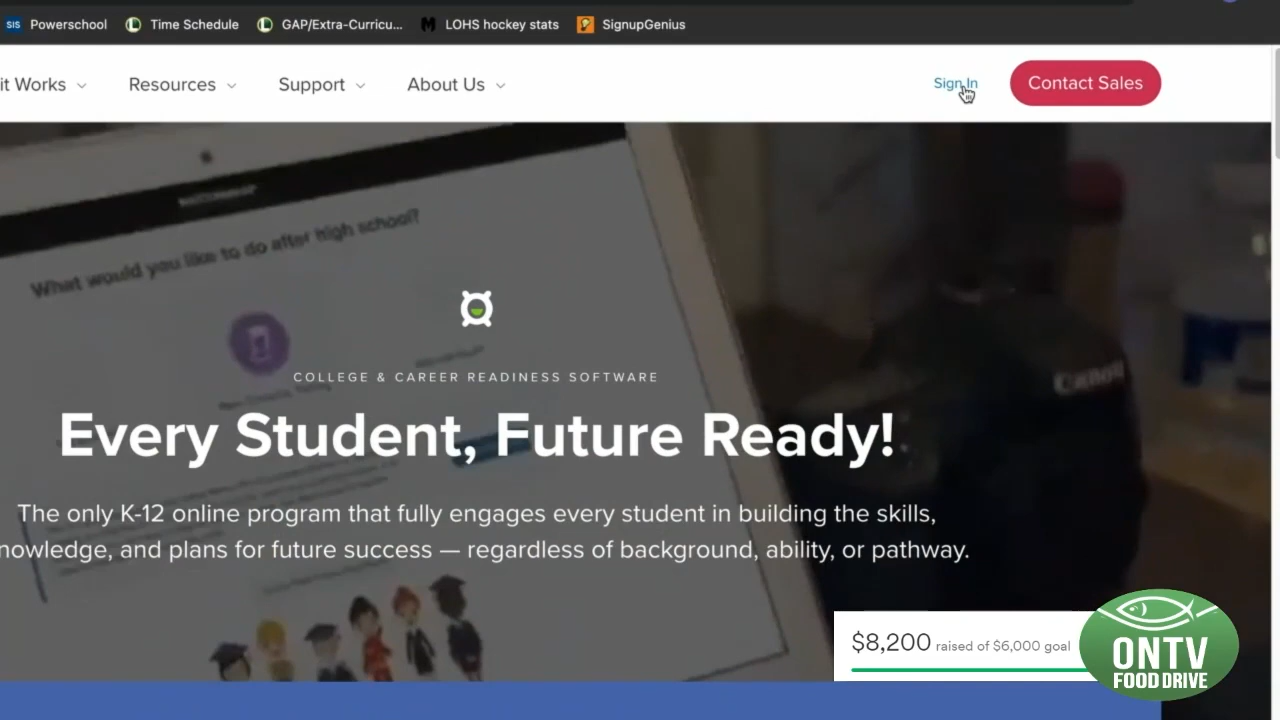 SIS Powerschool Time Schedule GAP/Extra-Curricu... LOHS hockey stats SignupGenius
it Works Resources Support About Us Sign In Contact Sales
What would you like to do after high school?
Canon
COLLEGE & CAREER READINESS SOFTWARE
Every Student, Future Ready!
The only K-12 online program that fully engages every student in building the skills,
nowledge, and plans for future success — regardless of background, ability, or pathway.
$8,200 raised of $6,000 goal
ONTV
FOOD DRIVE